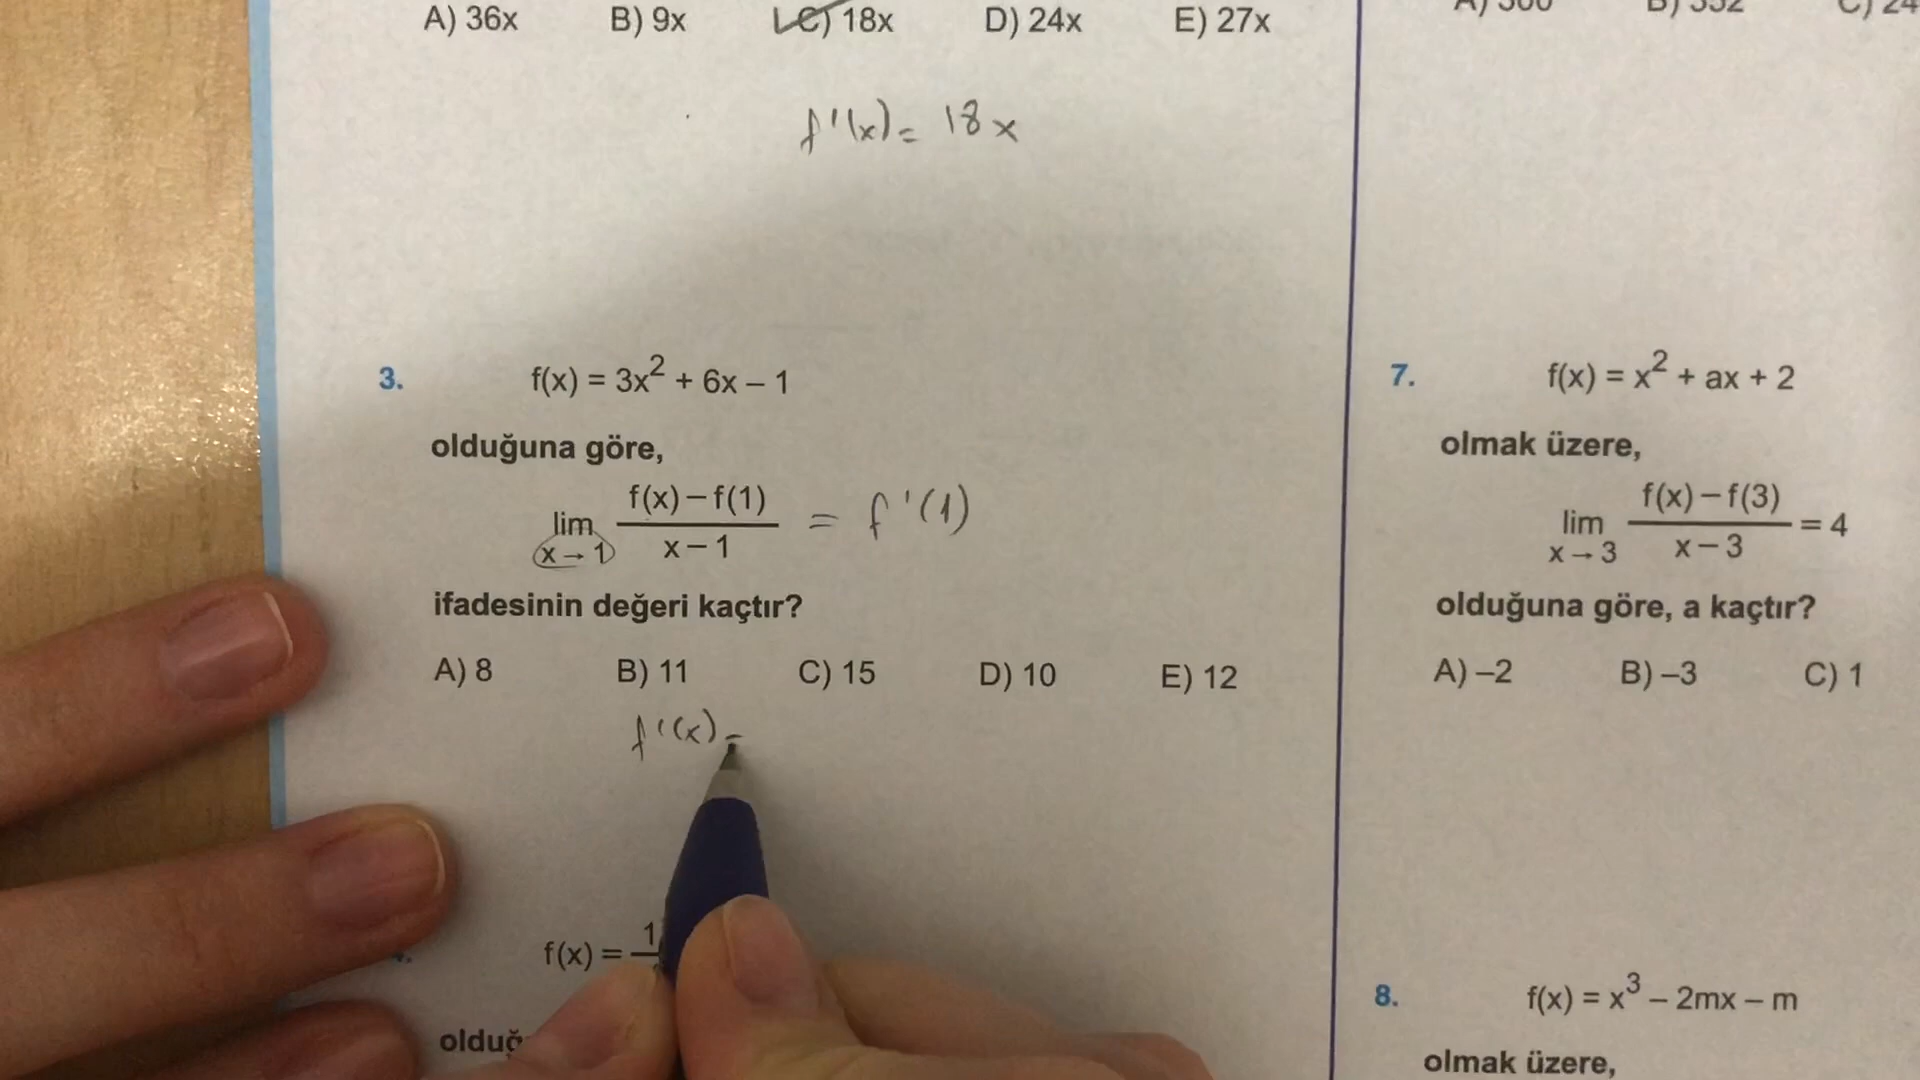 A) 36x B) 9x C) 18x D) 24x E) 27x
f'(x) = 18x
3. f(x) = 3x² + 6x – 1
olduğuna göre,
lim x→1 f(x) – f(1) / x – 1 = f'(1)
ifadesinin değeri kaçtır?
A) 8 B) 11 C) 15 D) 10 E) 12
f'(x) =
f(x) = 1
olduğ
7. f(x) = x² + ax + 2
olmak üzere,
lim x→3 f(x) – f(3) / x – 3 = 4
olduğuna göre, a kaçtır?
A) –2 B) –3 C) 1
8. f(x) = x³ – 2mx – m
olmak üzere,